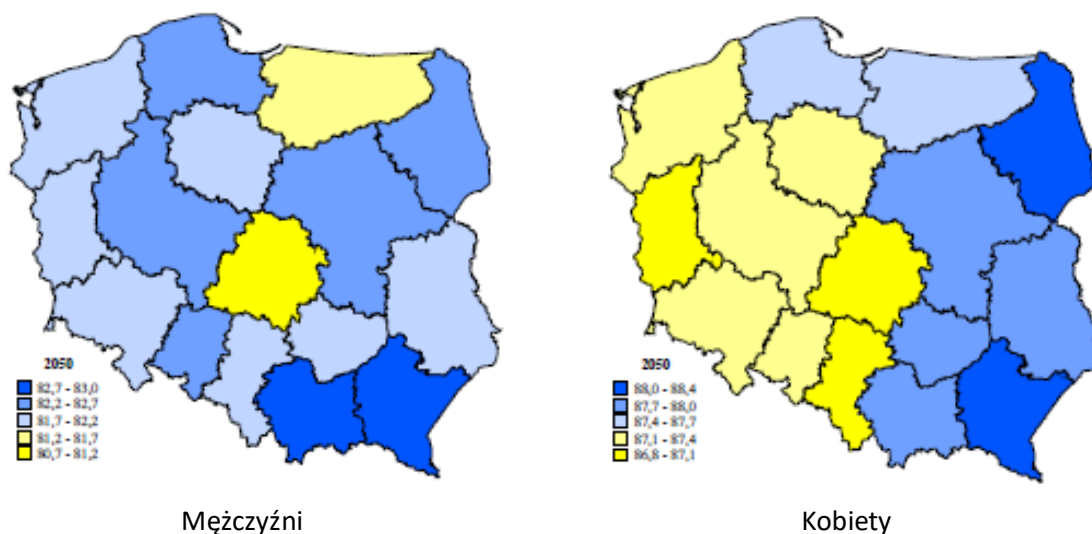 2050
82,7 - 83,0
82,2 - 82,7
81,7 - 82,2
81,2 - 81,7
80,7 - 81,2
Mężczyźni
2050
88,0 - 88,4
87,7 - 88,0
87,4 - 87,7
87,1 - 87,4
86,8 - 87,1
Kobiety